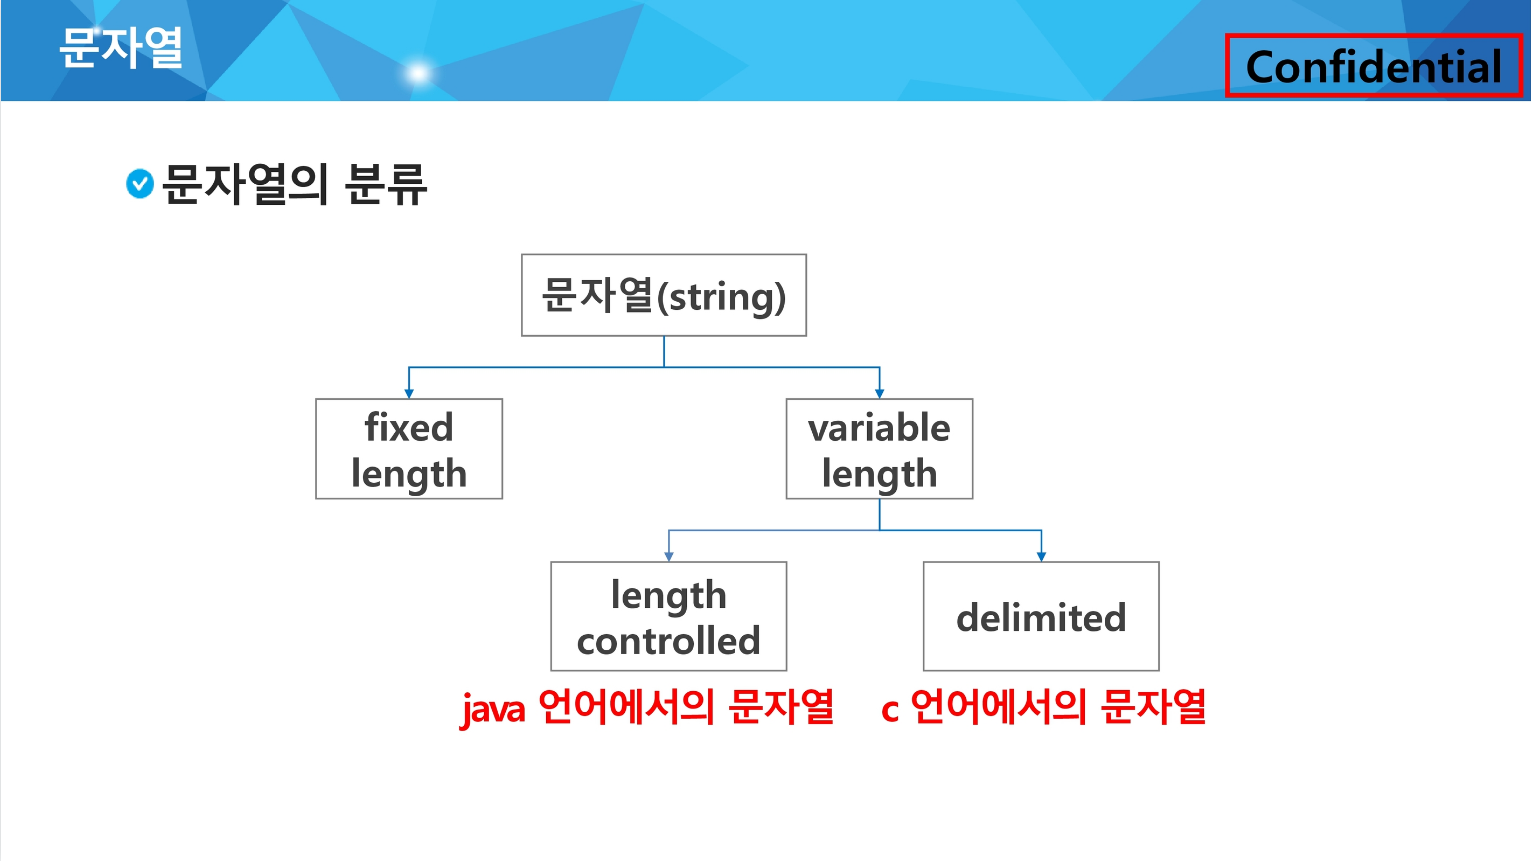 문자열
Confidential
문자열의 분류
문자열(string)
fixed
length
variable
length
length
controlled
delimited
java 언어에서의 문자열
c 언어에서의 문자열